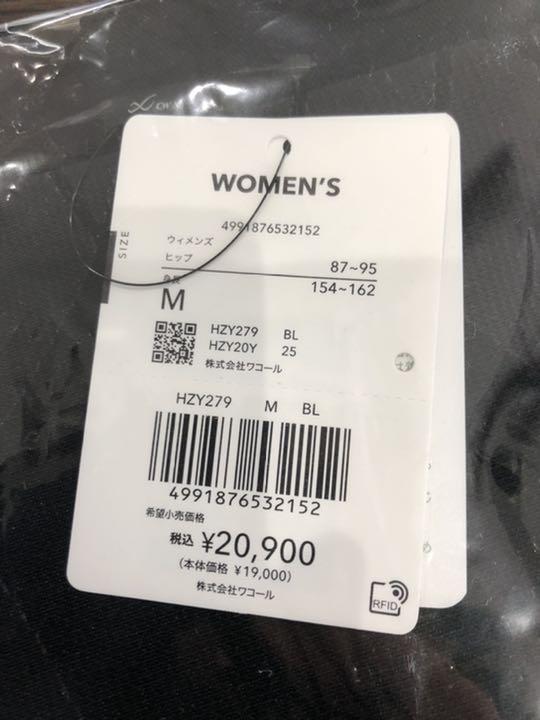 CW
WOMEN'S
4991876532152
SIZE
ウィメンズ
ヒップ 87~95
身長 154~162
M
HZY279 BL
HZY20Y 25
株式会社ワコール
HZY279 M BL
4991876532152
希望小売価格
税込 ¥20,900
(本体価格 ¥19,000)
株式会社ワコール
RFID